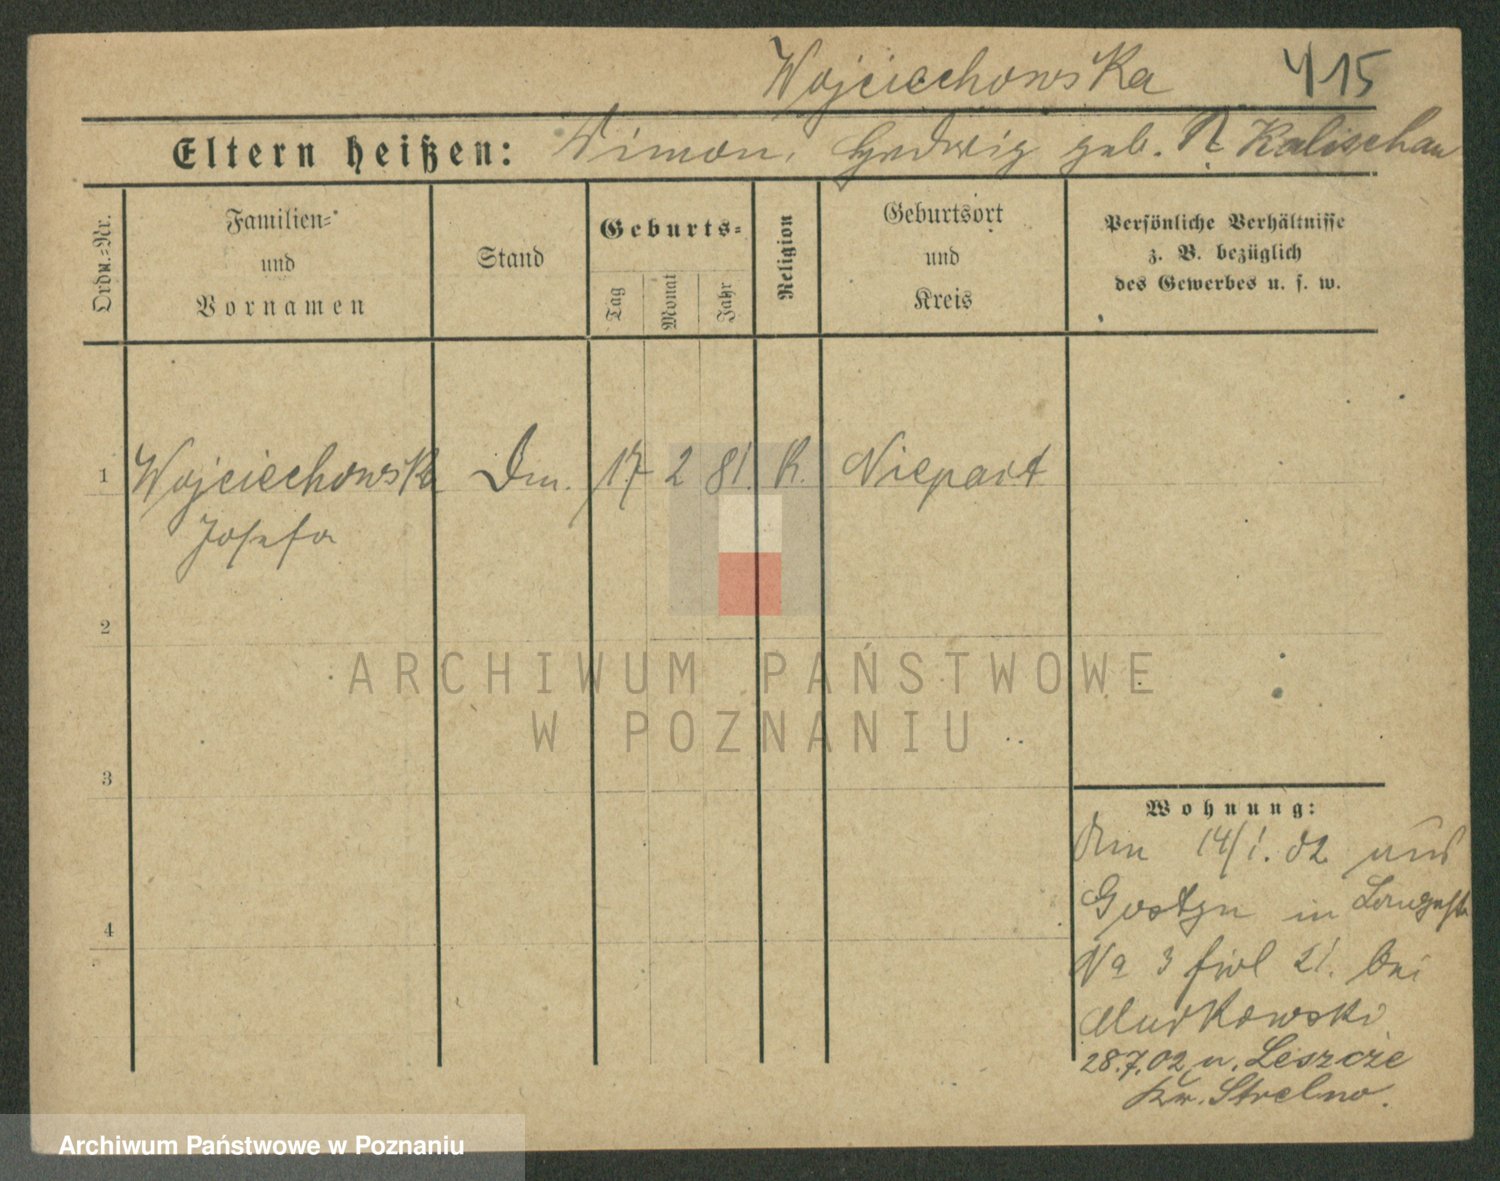 Wojciechowska 415
Eltern heißen: Simon, Hedwig geb. Kalischan
Ordn.-Nr.
Familien-
und
Vornamen
Stand
Geburts-
Tag
Monat
Jahr
Religion
Geburtsort
und
Kreis
Persönliche Verhältnisse
z. B. bezüglich
des Gewerbes u. s. w.
1 Wojciechowska Dm. 17 2 81. K. Niepart
Josefa
2
3
4
Wohnung:
14/1. 02 aus
Gostyn in
No 3 21. bei
28.7.02 n. Leszcze
Kr. Strelno.
ARCHIWUM PAŃSTWOWE
W POZNANIU
Archiwum Państwowe w Poznaniu